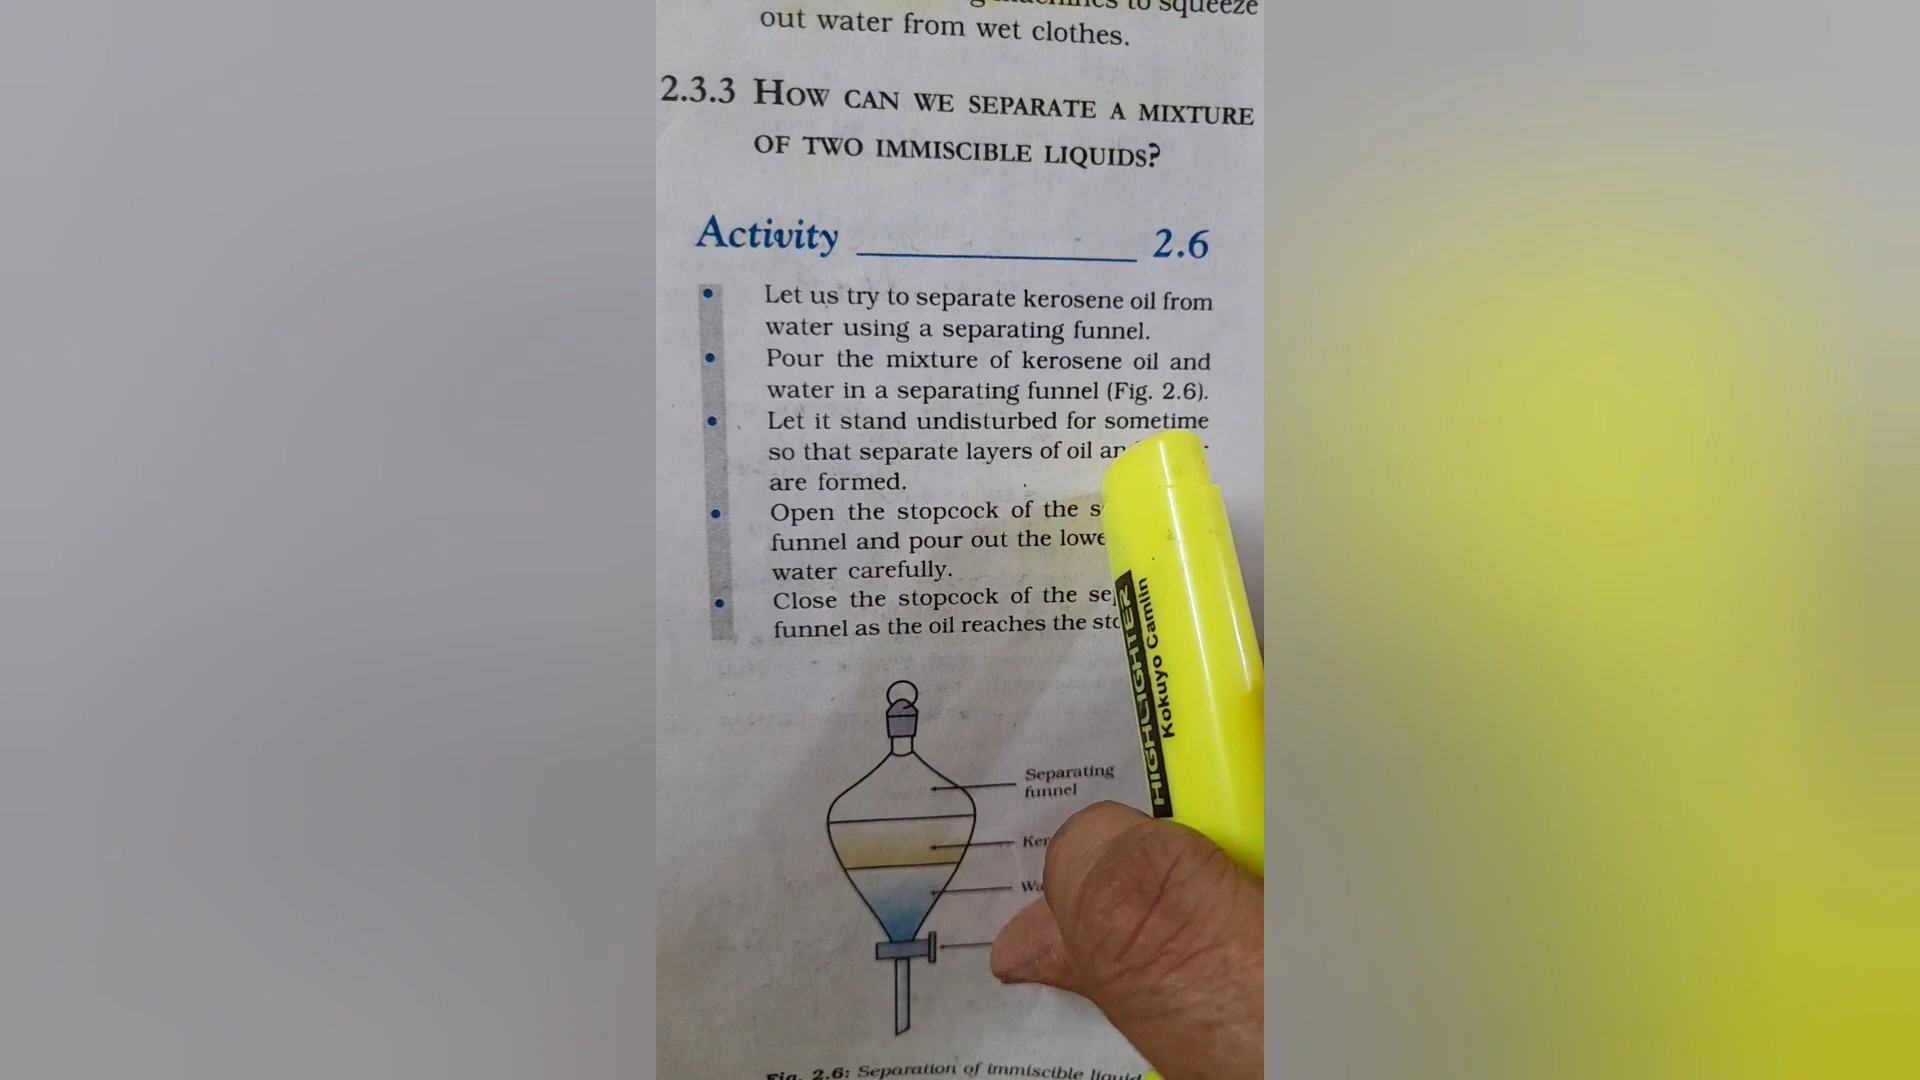 to squeeze
out water from wet clothes.
2.3.3 HOW CAN WE SEPARATE A MIXTURE
OF TWO IMMISCIBLE LIQUIDS?
Activity 2.6
• Let us try to separate kerosene oil from
water using a separating funnel.
• Pour the mixture of kerosene oil and
water in a separating funnel (Fig. 2.6).
• Let it stand undisturbed for sometime
so that separate layers of oil
are formed.
• Open the stopcock of the
funnel and pour out the
water carefully.
• Close the stopcock of the
funnel as the oil reaches the
HIGHLIGHTER
Kokuyo Camlin
Separating
funnel
Fig. 2.6: Separation of immiscible